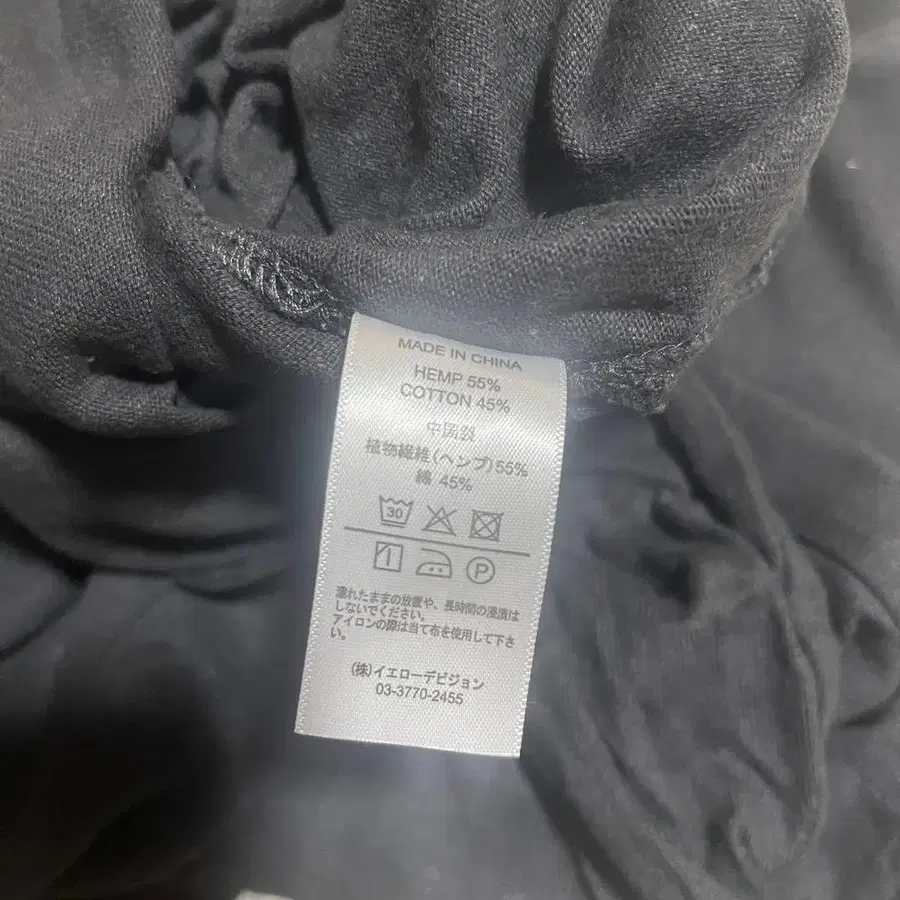 MADE IN CHINA
HEMP 55%
COTTON 45%
中国製
植物繊維(ヘンプ)55%
綿 45%
30
P
濡れたままの放置や、長時間の浸漬は
しないでください。
アイロンの際は当て布を使用して下さ
い。
(株)イエローデビジョン
03-3770-2455